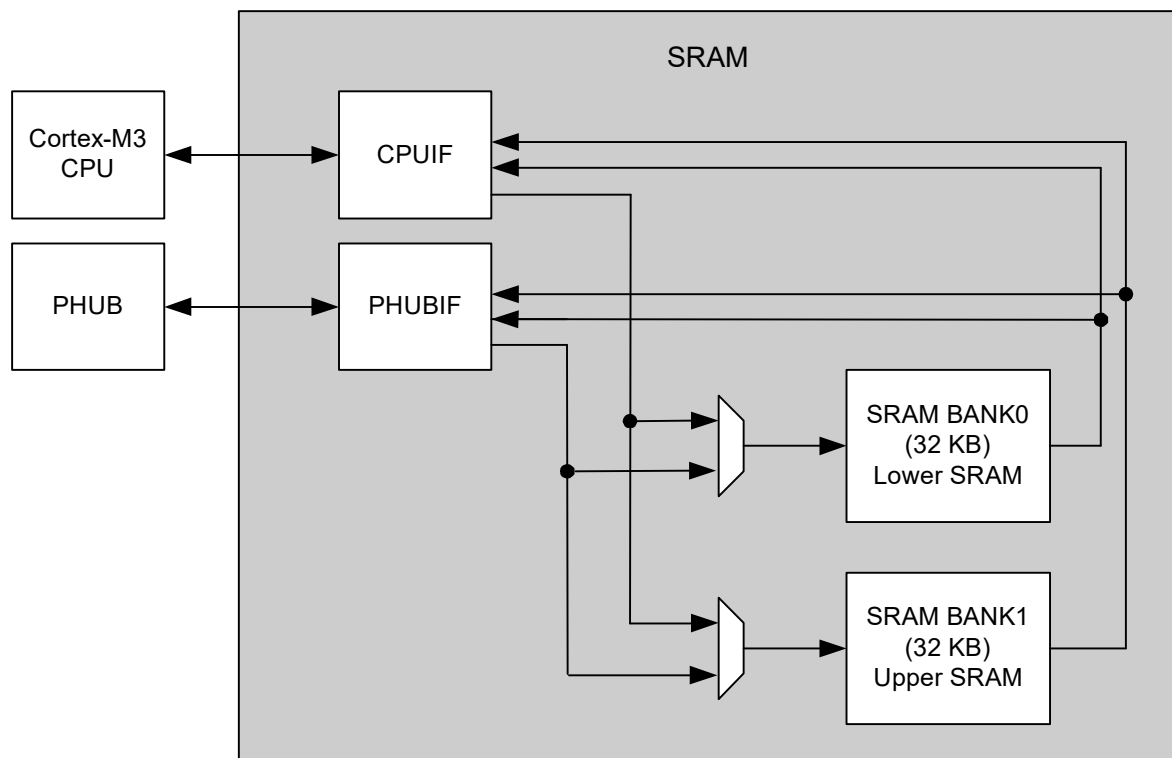 SRAM
Cortex-M3
CPU
CPUIF
PHUB
PHUBIF
SRAM BANK0
(32 KB)
Lower SRAM
SRAM BANK1
(32 KB)
Upper SRAM